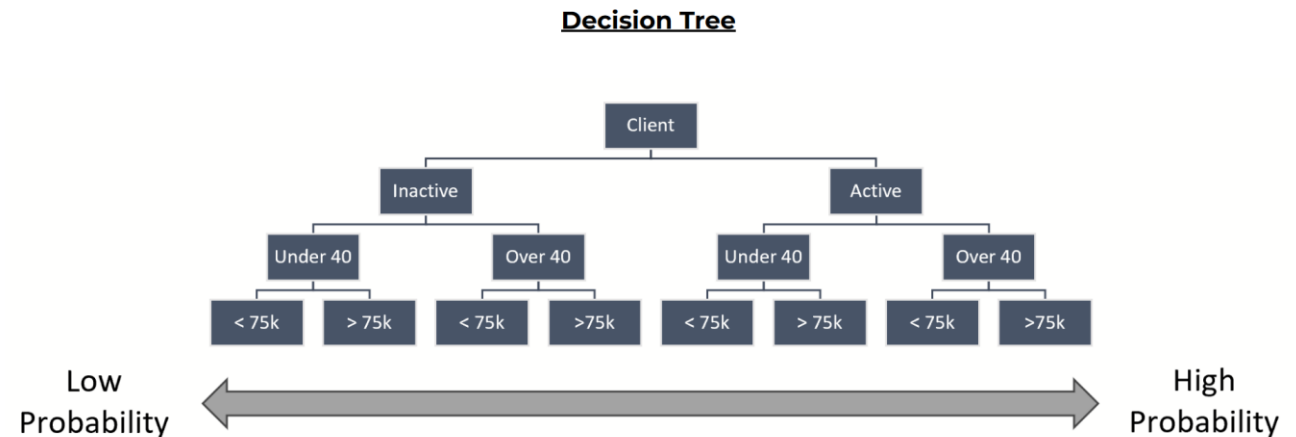 Decision Tree
Client
Inactive
Active
Under 40
Over 40
Under 40
Over 40
< 75k
> 75k
< 75k
>75k
< 75k
> 75k
< 75k
>75k
Low
Probability
High
Probability